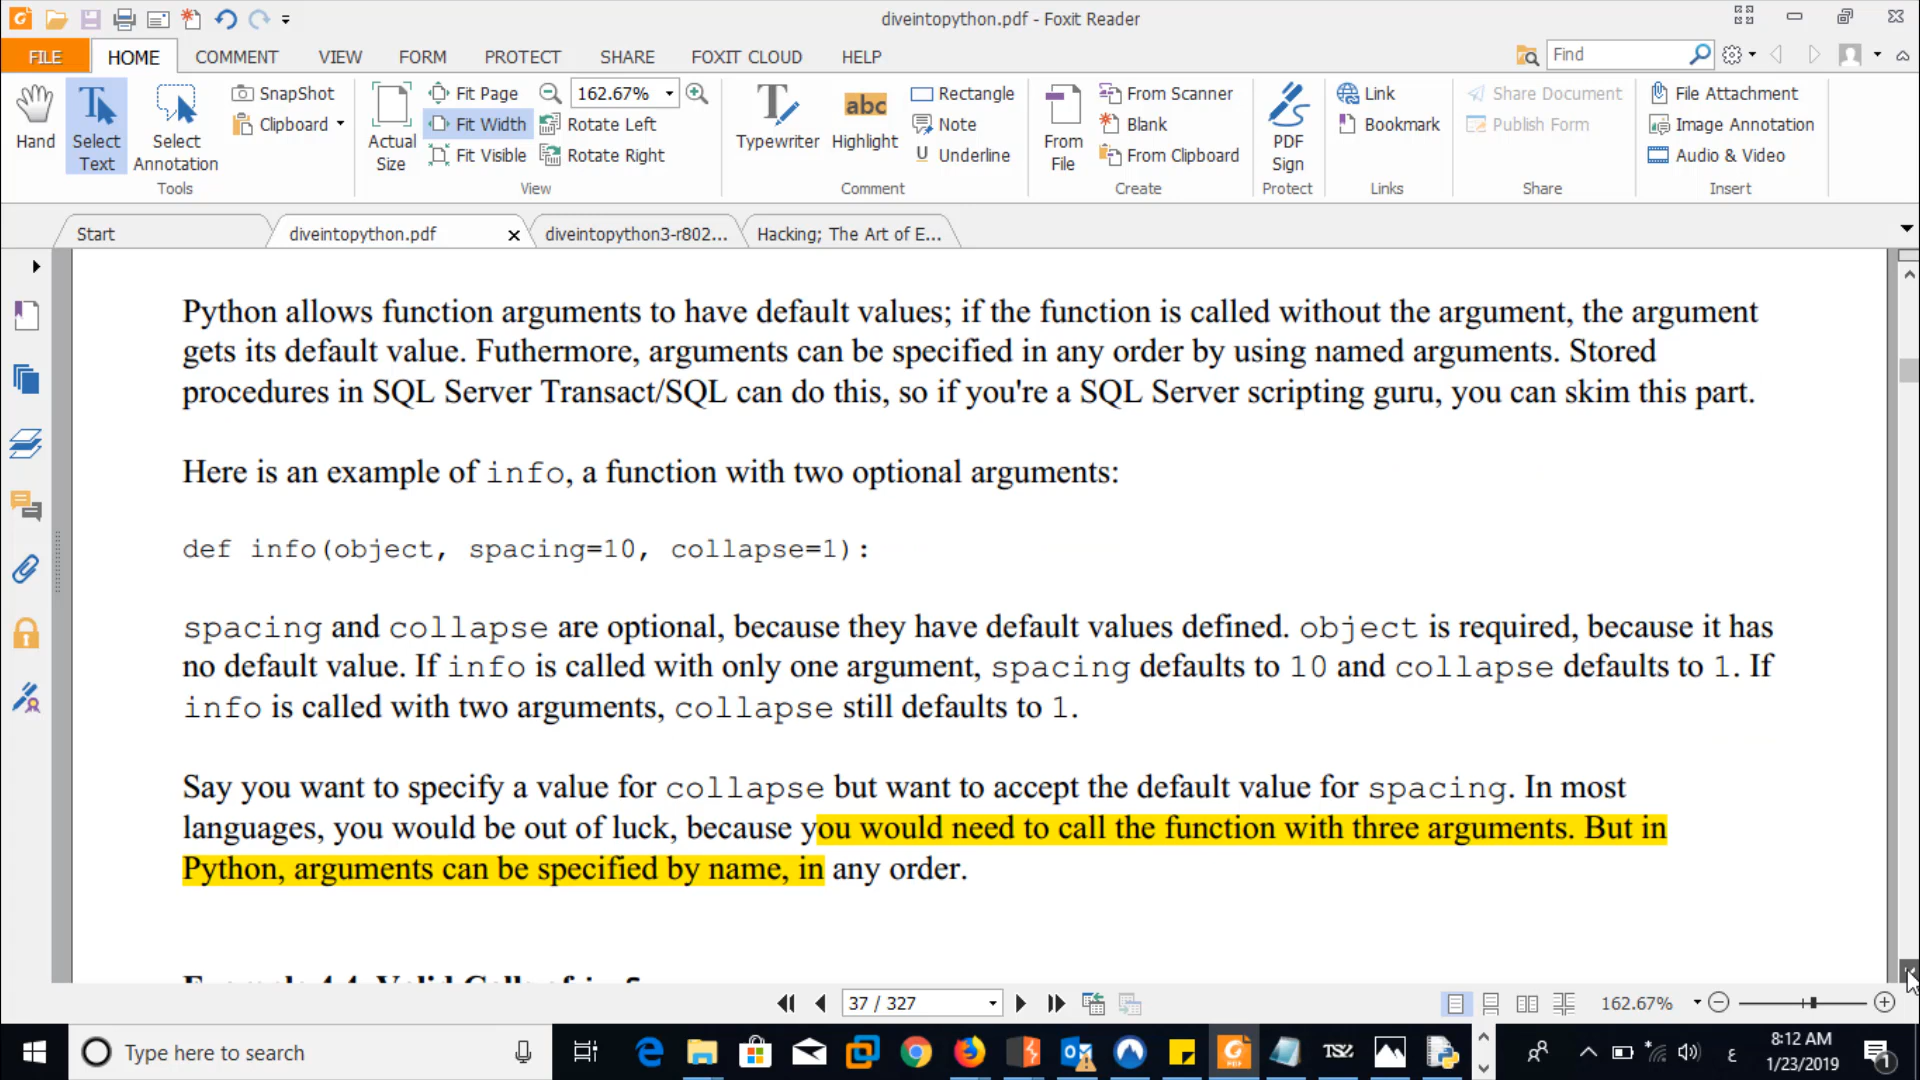 diveintopython.pdf - Foxit Reader
FILE HOME COMMENT VIEW FORM PROTECT SHARE FOXIT CLOUD HELP Find
SnapShot Fit Page 162.67% Rectangle From Scanner Link Share Document File Attachment
Clipboard Fit Width Rotate Left Note Blank Bookmark Publish Form Image Annotation
Hand Select Text Select Annotation Actual Size Fit Visible Rotate Right Typewriter Highlight Underline From File From Clipboard PDF Sign Audio & Video
abc
Tools View Comment Create Protect Links Share Insert
Start diveintopython.pdf diveintopython3-r802... Hacking; The Art of E...
Python allows function arguments to have default values; if the function is called without the argument, the argument
gets its default value. Futhermore, arguments can be specified in any order by using named arguments. Stored
procedures in SQL Server Transact/SQL can do this, so if you're a SQL Server scripting guru, you can skim this part.
Here is an example of info, a function with two optional arguments:
def info(object, spacing=10, collapse=1):
spacing and collapse are optional, because they have default values defined. object is required, because it has
no default value. If info is called with only one argument, spacing defaults to 10 and collapse defaults to 1. If
info is called with two arguments, collapse still defaults to 1.
Say you want to specify a value for collapse but want to accept the default value for spacing. In most
languages, you would be out of luck, because you would need to call the function with three arguments. But in
Python, arguments can be specified by name, in any order.
Example 4.4. Valid Calls of info
37 / 327 162.67%
Type here to search TSZ ع 8:12 AM
1/23/2019 1